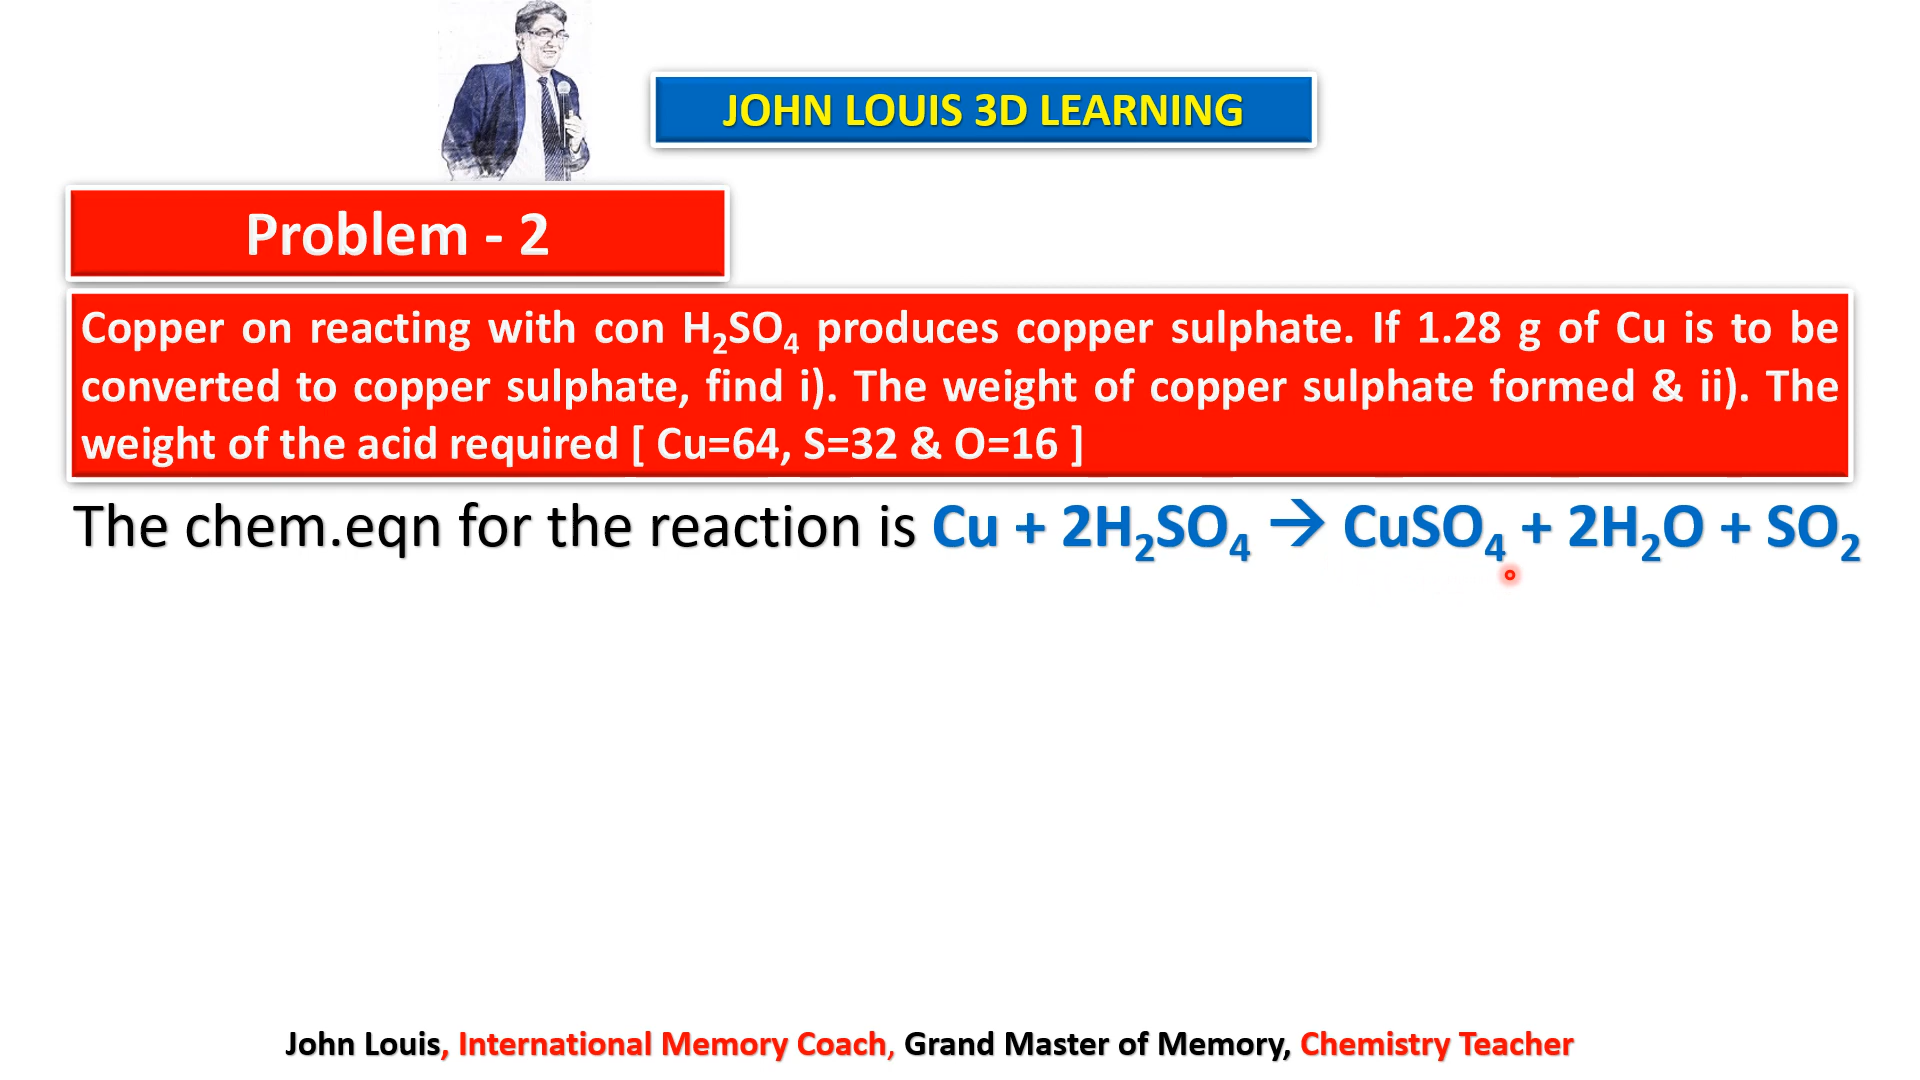 JOHN LOUIS 3D LEARNING
Problem - 2
Copper on reacting with con H₂SO₄ produces copper sulphate. If 1.28 g of Cu is to be
converted to copper sulphate, find i). The weight of copper sulphate formed & ii). The
weight of the acid required [ Cu=64, S=32 & O=16 ]
The chem.eqn for the reaction is Cu + 2H₂SO₄ → CuSO₄ + 2H₂O + SO₂
John Louis, International Memory Coach, Grand Master of Memory, Chemistry Teacher